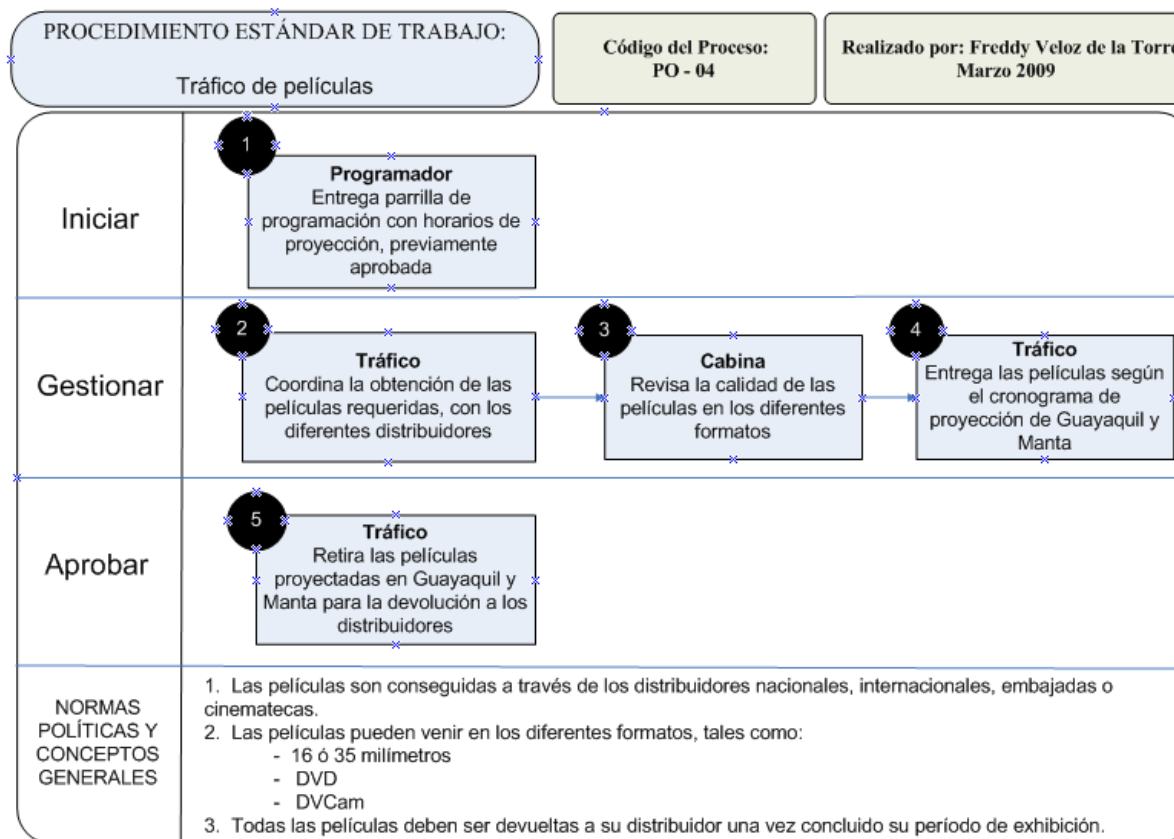 PROCEDIMIENTO ESTÁNDAR DE TRABAJO:
Tráfico de películas
Código del Proceso:
PO - 04
Realizado por: Freddy Veloz de la Torre
Marzo 2009
Iniciar
1
Programador
Entrega parrilla de
programación con horarios de
proyección, previamente
aprobada
Gestionar
2
Tráfico
Coordina la obtención de las
películas requeridas, con los
diferentes distribuidores
3
Cabina
Revisa la calidad de las
películas en los diferentes
formatos
4
Tráfico
Entrega las películas según
el cronograma de
proyección de Guayaquil y
Manta
Aprobar
5
Tráfico
Retira las películas
proyectadas en Guayaquil y
Manta para la devolución a los
distribuidores
NORMAS
POLÍTICAS Y
CONCEPTOS
GENERALES
1. Las películas son conseguidas a través de los distribuidores nacionales, internacionales, embajadas o
cinematecas.
2. Las películas pueden venir en los diferentes formatos, tales como:
- 16 ó 35 milímetros
- DVD
- DVCam
3. Todas las películas deben ser devueltas a su distribuidor una vez concluido su período de exhibición.